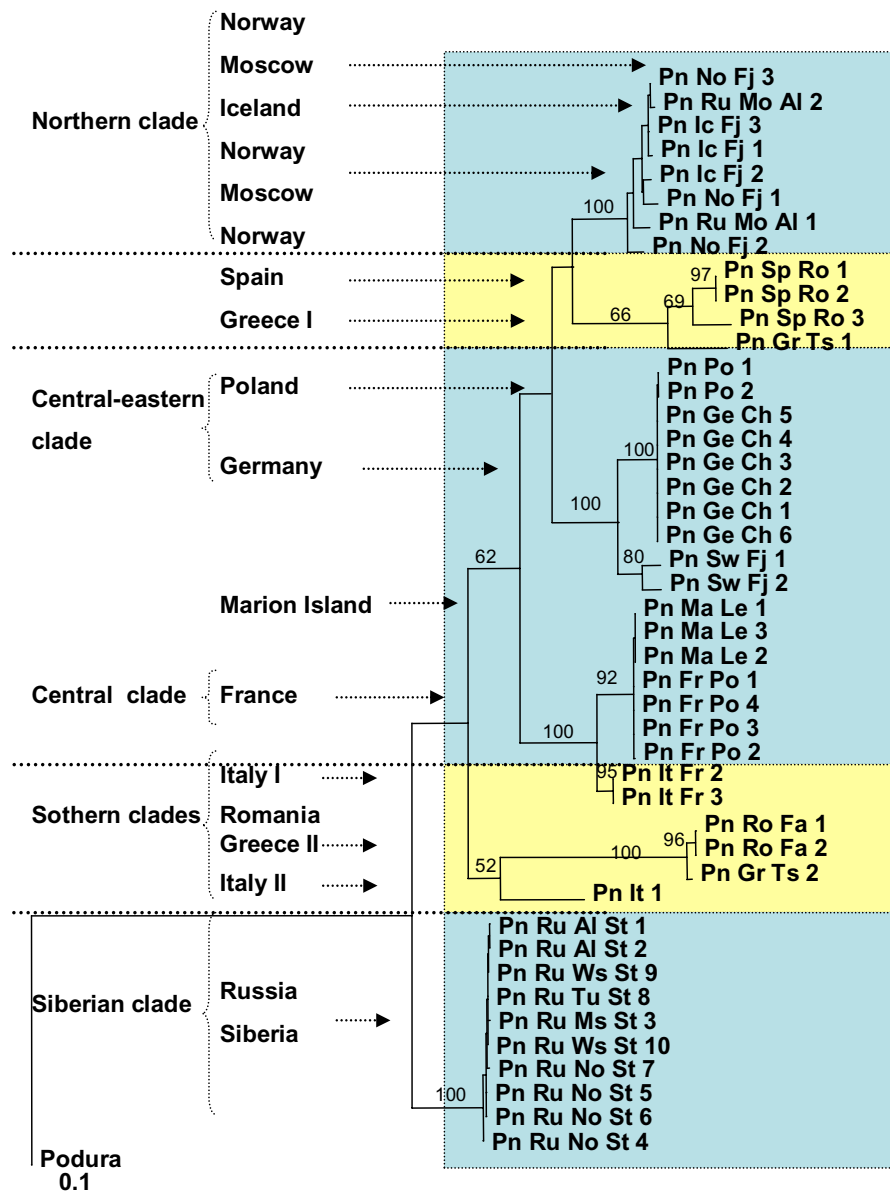 Norway
Moscow
Pn No Fj 3
Iceland
Pn Ru Mo Al 2
Northern clade
Pn Ic Fj 3
Norway
Pn Ic Fj 1
Pn Ic Fj 2
Moscow
Pn No Fj 1
100
Pn Ru Mo Al 1
Norway
Pn No Fj 2
Spain
97
Pn Sp Ro 1
Pn Sp Ro 2
69
Greece I
66
Pn Sp Ro 3
Pn Gr Ts 1
Pn Po 1
Poland
Pn Po 2
Central-eastern
clade
Pn Ge Ch 5
Pn Ge Ch 4
100
Germany
Pn Ge Ch 3
Pn Ge Ch 2
Pn Ge Ch 1
100
Pn Ge Ch 6
62
80
Pn Sw Fj 1
Pn Sw Fj 2
Marion Island
Pn Ma Le 1
Pn Ma Le 3
Pn Ma Le 2
92
Pn Fr Po 1
Central clade
France
Pn Fr Po 4
100
Pn Fr Po 3
Pn Fr Po 2
Italy I
95
Pn It Fr 2
Pn It Fr 3
Sothern clades
Romania
Pn Ro Fa 1
Greece II
96
Pn Ro Fa 2
100
52
Pn Gr Ts 2
Italy II
Pn It 1
Pn Ru Al St 1
Pn Ru Al St 2
Pn Ru Ws St 9
Siberian clade
Russia
Pn Ru Tu St 8
Siberia
Pn Ru Ms St 3
Pn Ru Ws St 10
Pn Ru No St 7
100
Pn Ru No St 5
Pn Ru No St 6
Pn Ru No St 4
Podura
0.1